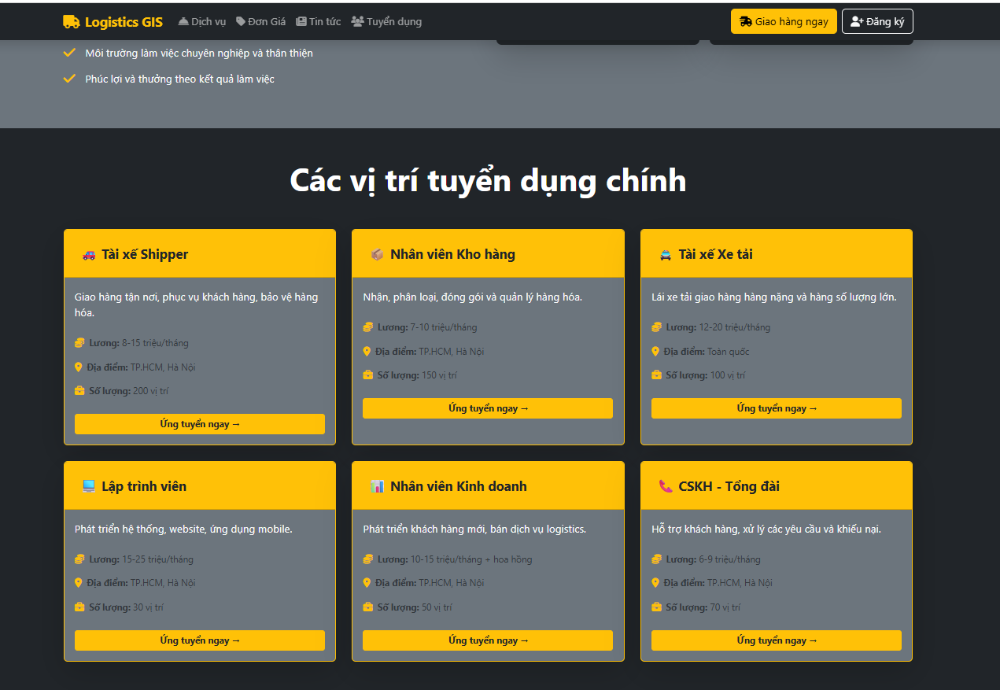 Logistics GIS Dịch vụ Đơn Giá Tin tức Tuyển dụng Giao hàng ngay Đăng ký
Môi trường làm việc chuyên nghiệp và thân thiện
Phúc lợi và thưởng theo kết quả làm việc
Các vị trí tuyển dụng chính
Tài xế Shipper
Giao hàng tận nơi, phục vụ khách hàng, bảo vệ hàng
hóa.
Lương: 8-15 triệu/tháng
Địa điểm: TP.HCM, Hà Nội
Số lượng: 200 vị trí
Ứng tuyển ngay →
Nhân viên Kho hàng
Nhận, phân loại, đóng gói và quản lý hàng hóa.
Lương: 7-10 triệu/tháng
Địa điểm: TP.HCM, Hà Nội
Số lượng: 150 vị trí
Ứng tuyển ngay →
Tài xế Xe tải
Lái xe tải giao hàng hàng nặng và hàng số lượng lớn.
Lương: 12-20 triệu/tháng
Địa điểm: Toàn quốc
Số lượng: 100 vị trí
Ứng tuyển ngay →
Lập trình viên
Phát triển hệ thống, website, ứng dụng mobile.
Lương: 15-25 triệu/tháng
Địa điểm: TP.HCM, Hà Nội
Số lượng: 30 vị trí
Ứng tuyển ngay →
Nhân viên Kinh doanh
Phát triển khách hàng mới, bán dịch vụ logistics.
Lương: 10-15 triệu/tháng + hoa hồng
Địa điểm: TP.HCM, Hà Nội
Số lượng: 50 vị trí
Ứng tuyển ngay →
CSKH - Tổng đài
Hỗ trợ khách hàng, xử lý các yêu cầu và khiếu nại.
Lương: 6-9 triệu/tháng
Địa điểm: TP.HCM, Hà Nội
Số lượng: 70 vị trí
Ứng tuyển ngay →